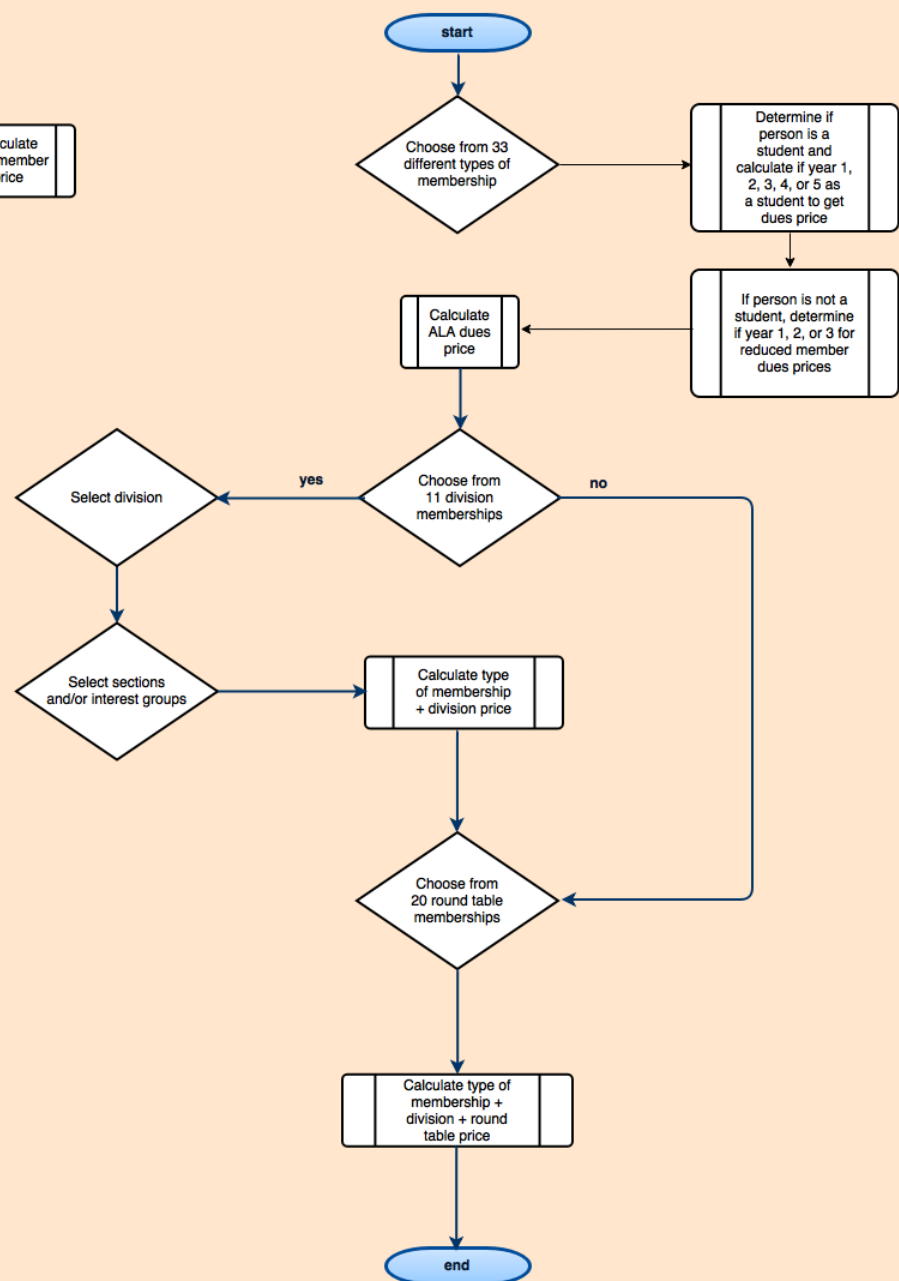 start
Choose from 33
different types of
membership
Determine if
person is a
student and
calculate if year 1,
2, 3, 4, or 5 as
a student to get
dues price
If person is not a
student, determine
if year 1, 2, or 3 for
reduced member
dues prices
Calculate
ALA dues
price
Choose from
11 division
memberships
yes
no
Select division
Select sections
and/or interest groups
Calculate type
of membership
+ division price
Choose from
20 round table
memberships
Calculate type of
membership +
division + round
table price
end